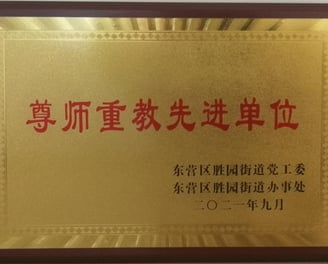 尊师重教先进单位
东营区胜园街道党工委
东营区胜园街道办事处
二〇二一年九月